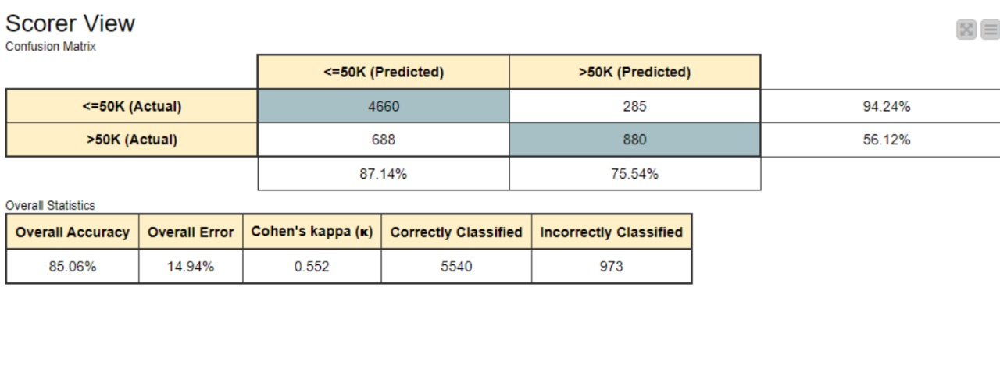 Scorer View
Confusion Matrix
<=50K (Predicted) >50K (Predicted)
<=50K (Actual) 4660 285 94.24%
>50K (Actual) 688 880 56.12%
87.14% 75.54%
Overall Statistics
Overall Accuracy Overall Error Cohen's kappa (κ) Correctly Classified Incorrectly Classified
85.06% 14.94% 0.552 5540 973